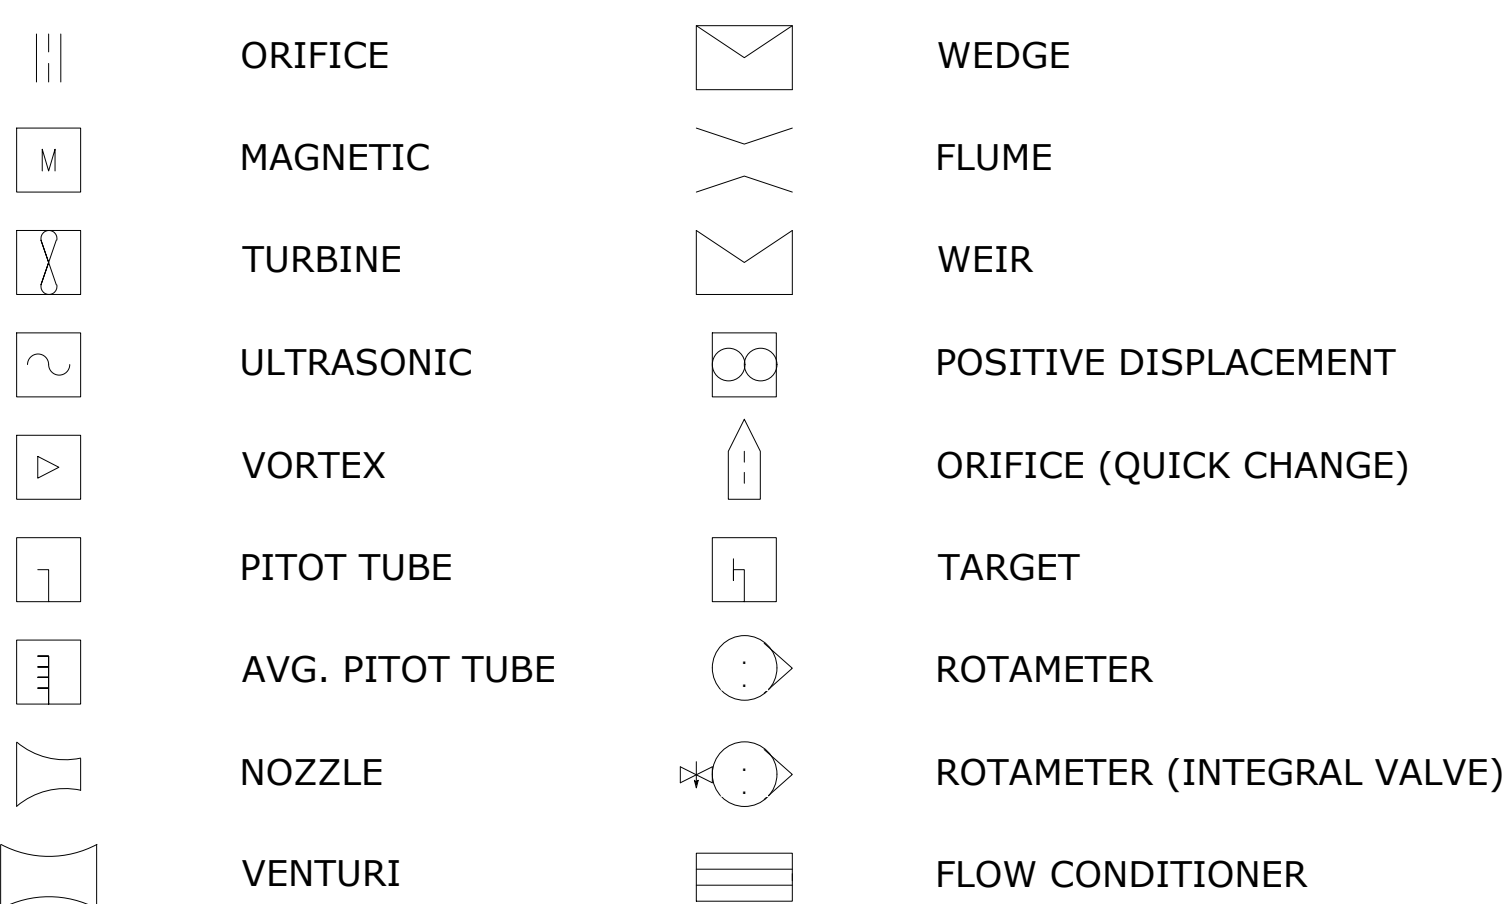 ORIFICE
WEDGE
M
MAGNETIC
FLUME
TURBINE
WEIR
ULTRASONIC
POSITIVE DISPLACEMENT
VORTEX
ORIFICE (QUICK CHANGE)
PITOT TUBE
TARGET
AVG. PITOT TUBE
ROTAMETER
NOZZLE
ROTAMETER (INTEGRAL VALVE)
VENTURI
FLOW CONDITIONER